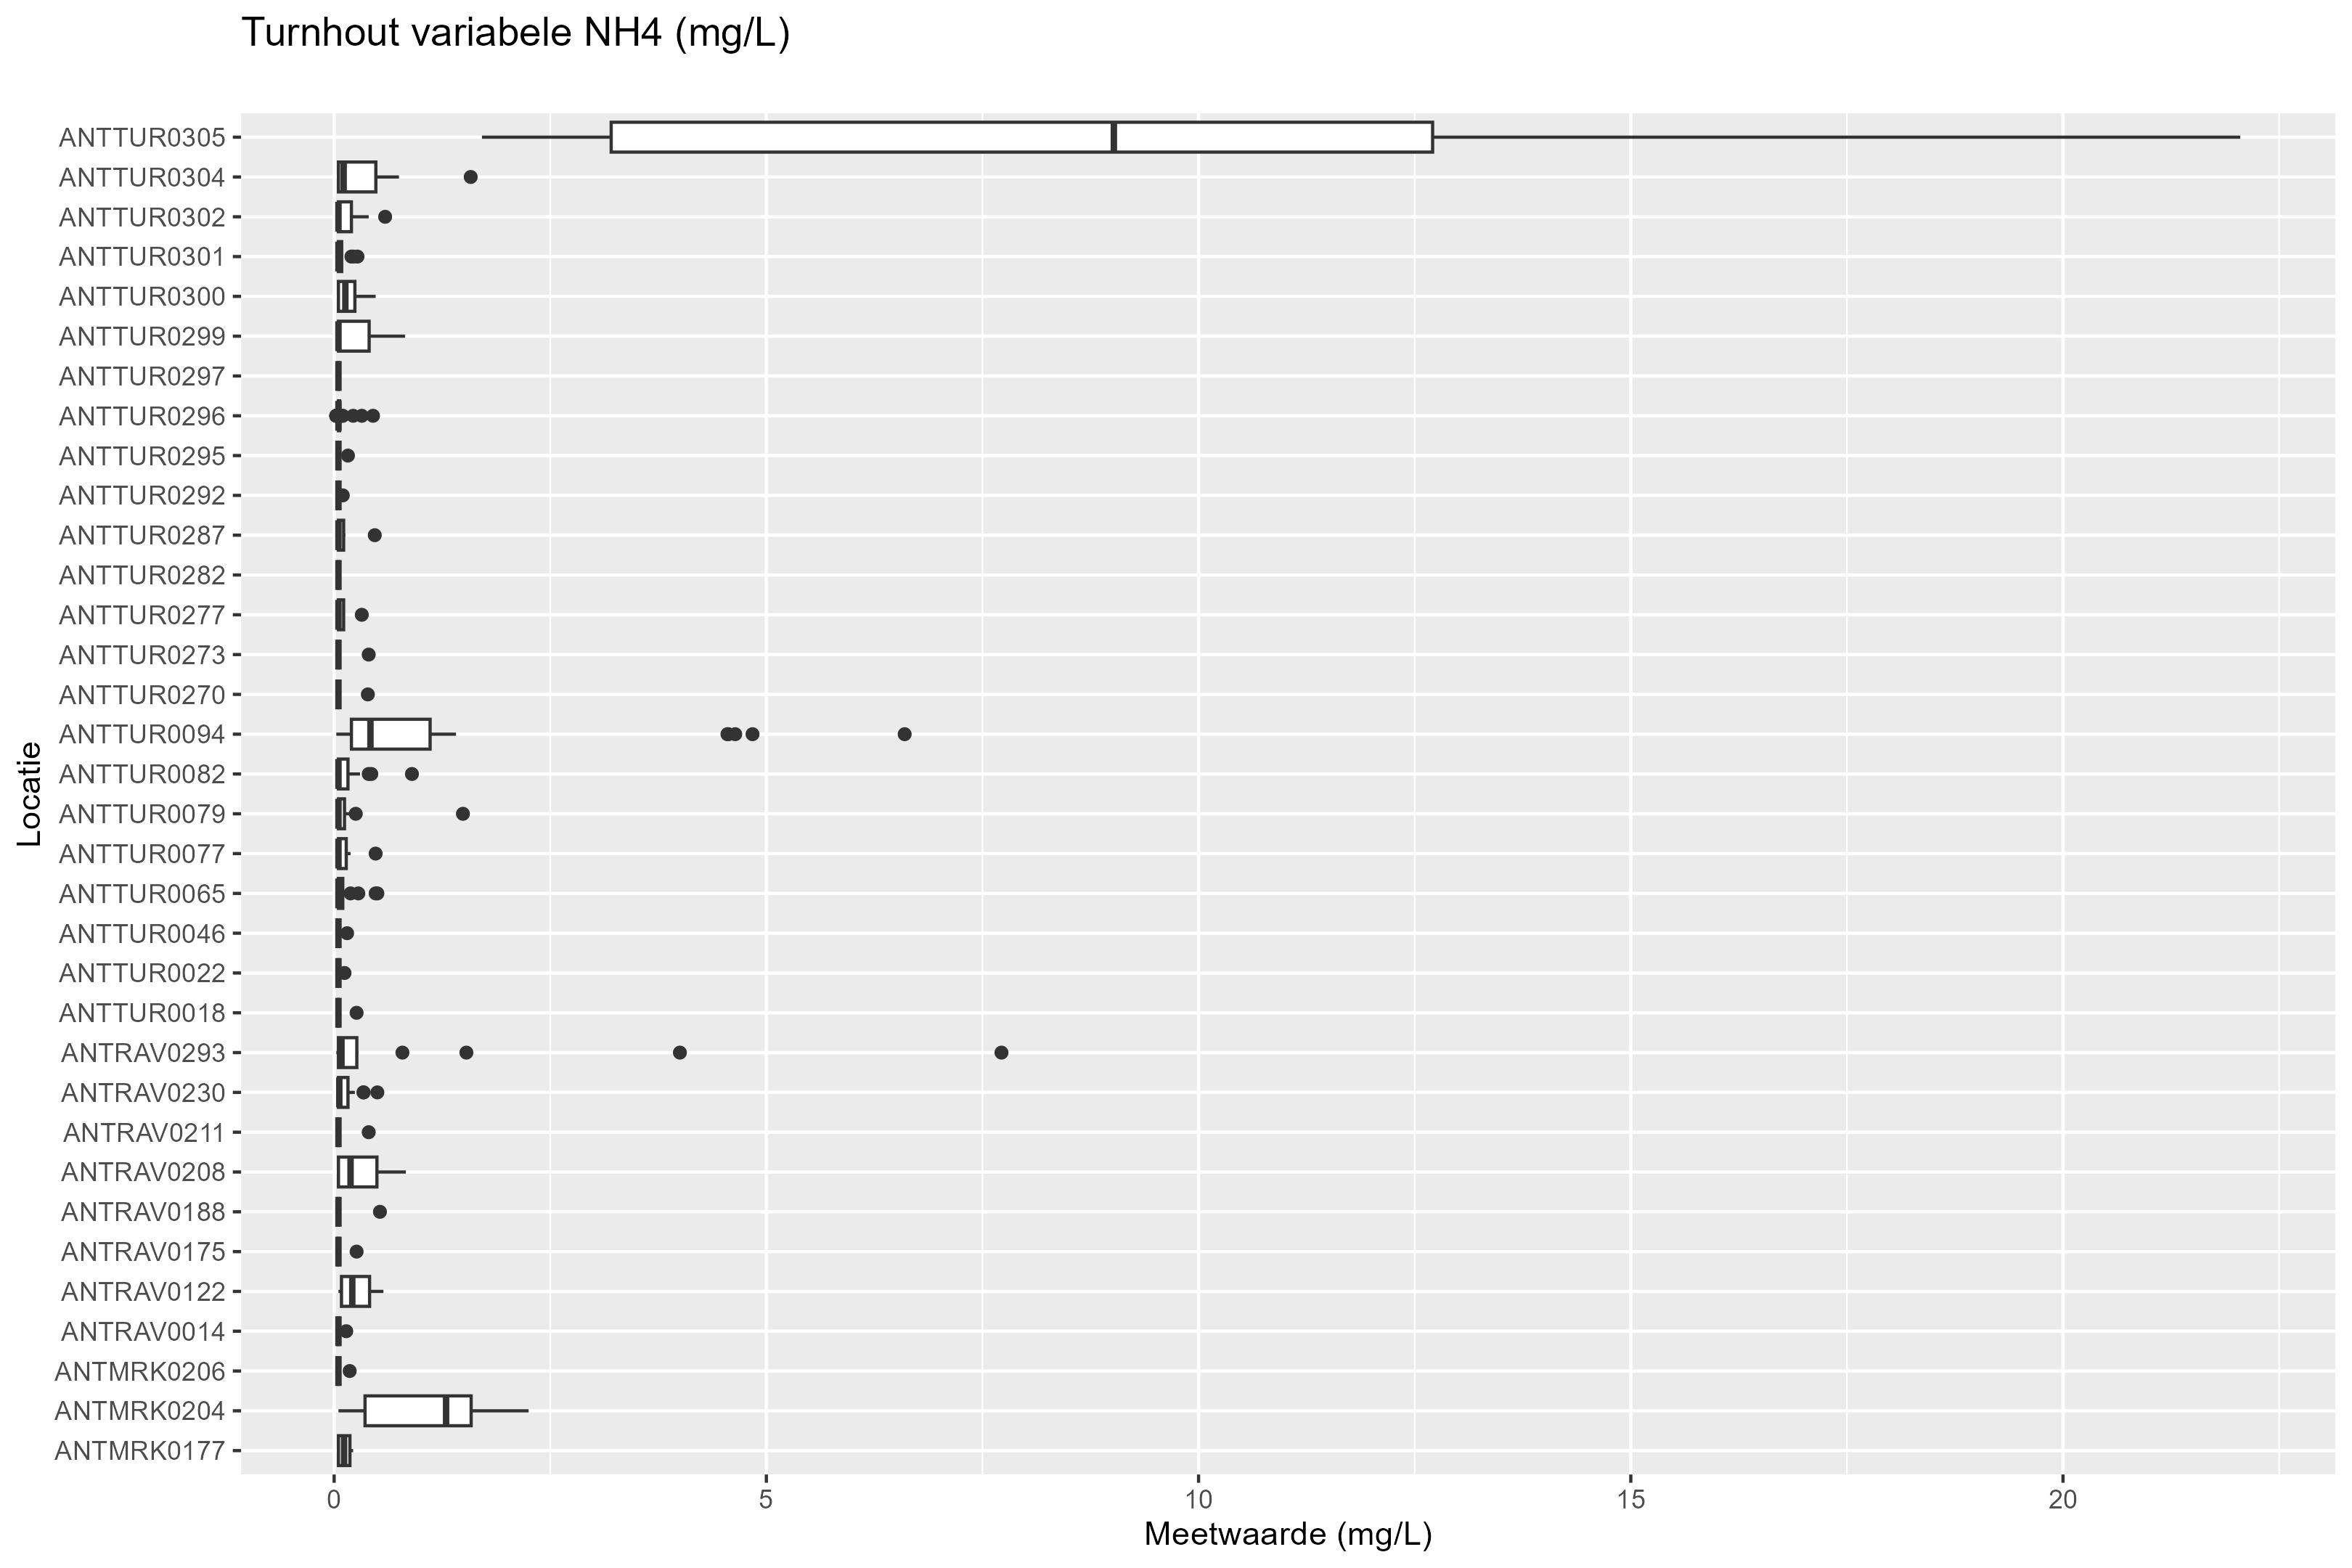 Turnhout variabele NH4 (mg/L)
Locatie
ANTTUR0305
ANTTUR0304
ANTTUR0302
ANTTUR0301
ANTTUR0300
ANTTUR0299
ANTTUR0297
ANTTUR0296
ANTTUR0295
ANTTUR0292
ANTTUR0287
ANTTUR0282
ANTTUR0277
ANTTUR0273
ANTTUR0270
ANTTUR0094
ANTTUR0082
ANTTUR0079
ANTTUR0077
ANTTUR0065
ANTTUR0046
ANTTUR0022
ANTTUR0018
ANTRAV0293
ANTRAV0230
ANTRAV0211
ANTRAV0208
ANTRAV0188
ANTRAV0175
ANTRAV0122
ANTRAV0014
ANTMRK0206
ANTMRK0204
ANTMRK0177
0 5 10 15 20
Meetwaarde (mg/L)